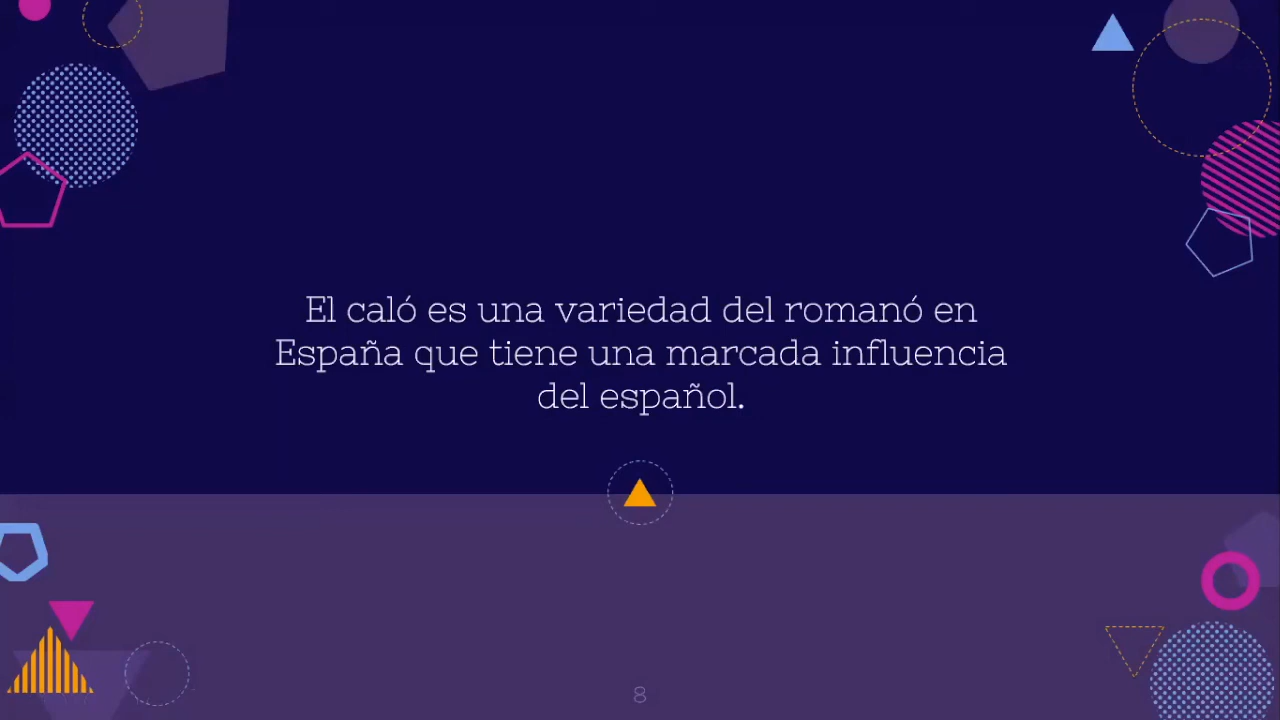 El caló es una variedad del romanó en
España que tiene una marcada influencia
del español.
8